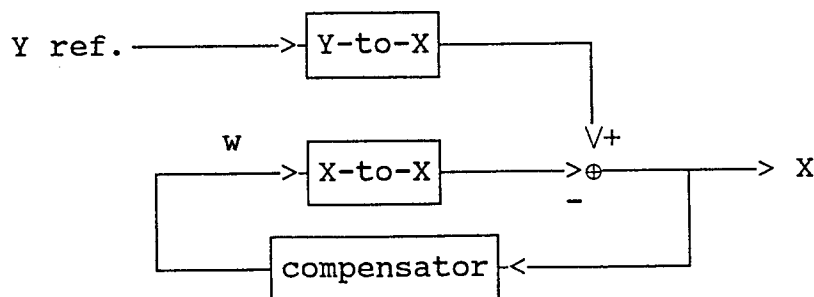 Y ref. > Y-to-X
V+
w
> X-to-X > ⊕ > X
-
compensator <